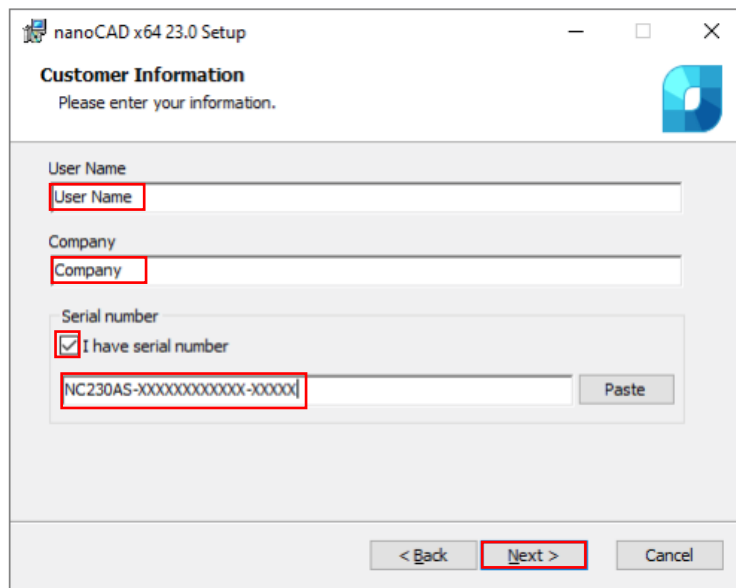 nanoCAD x64 23.0 Setup
Customer Information
Please enter your information.
User Name
User Name
Company
Company
Serial number
I have serial number
NC230AS-XXXXXXXXXXXX-XXXXX
Paste
< Back
Next >
Cancel